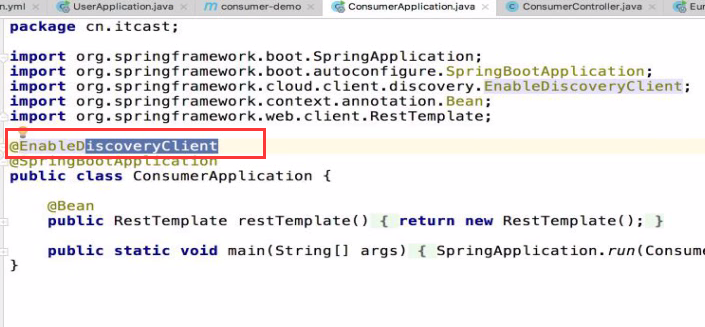 n.yml UserApplication.java consumer-demo ConsumerApplication.java ConsumerController.java Eur
package cn.itcast;
import org.springframework.boot.SpringApplication;
import org.springframework.boot.autoconfigure.SpringBootApplication;
import org.springframework.cloud.client.discovery.EnableDiscoveryClient;
import org.springframework.context.annotation.Bean;
import org.springframework.web.client.RestTemplate;
@EnableDiscoveryClient
@SpringBootApplication
public class ConsumerApplication {
@Bean
public RestTemplate restTemplate() { return new RestTemplate(); }
public static void main(String[] args) { SpringApplication.run(Consume
}